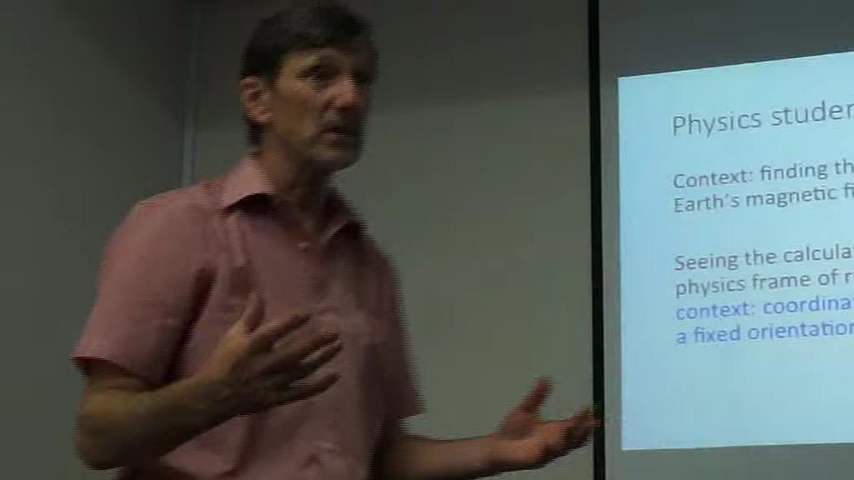 Physics studen
Context: finding th
Earth's magnetic fi
Seeing the calcula
physics frame of r
context: coordina
a fixed orientation